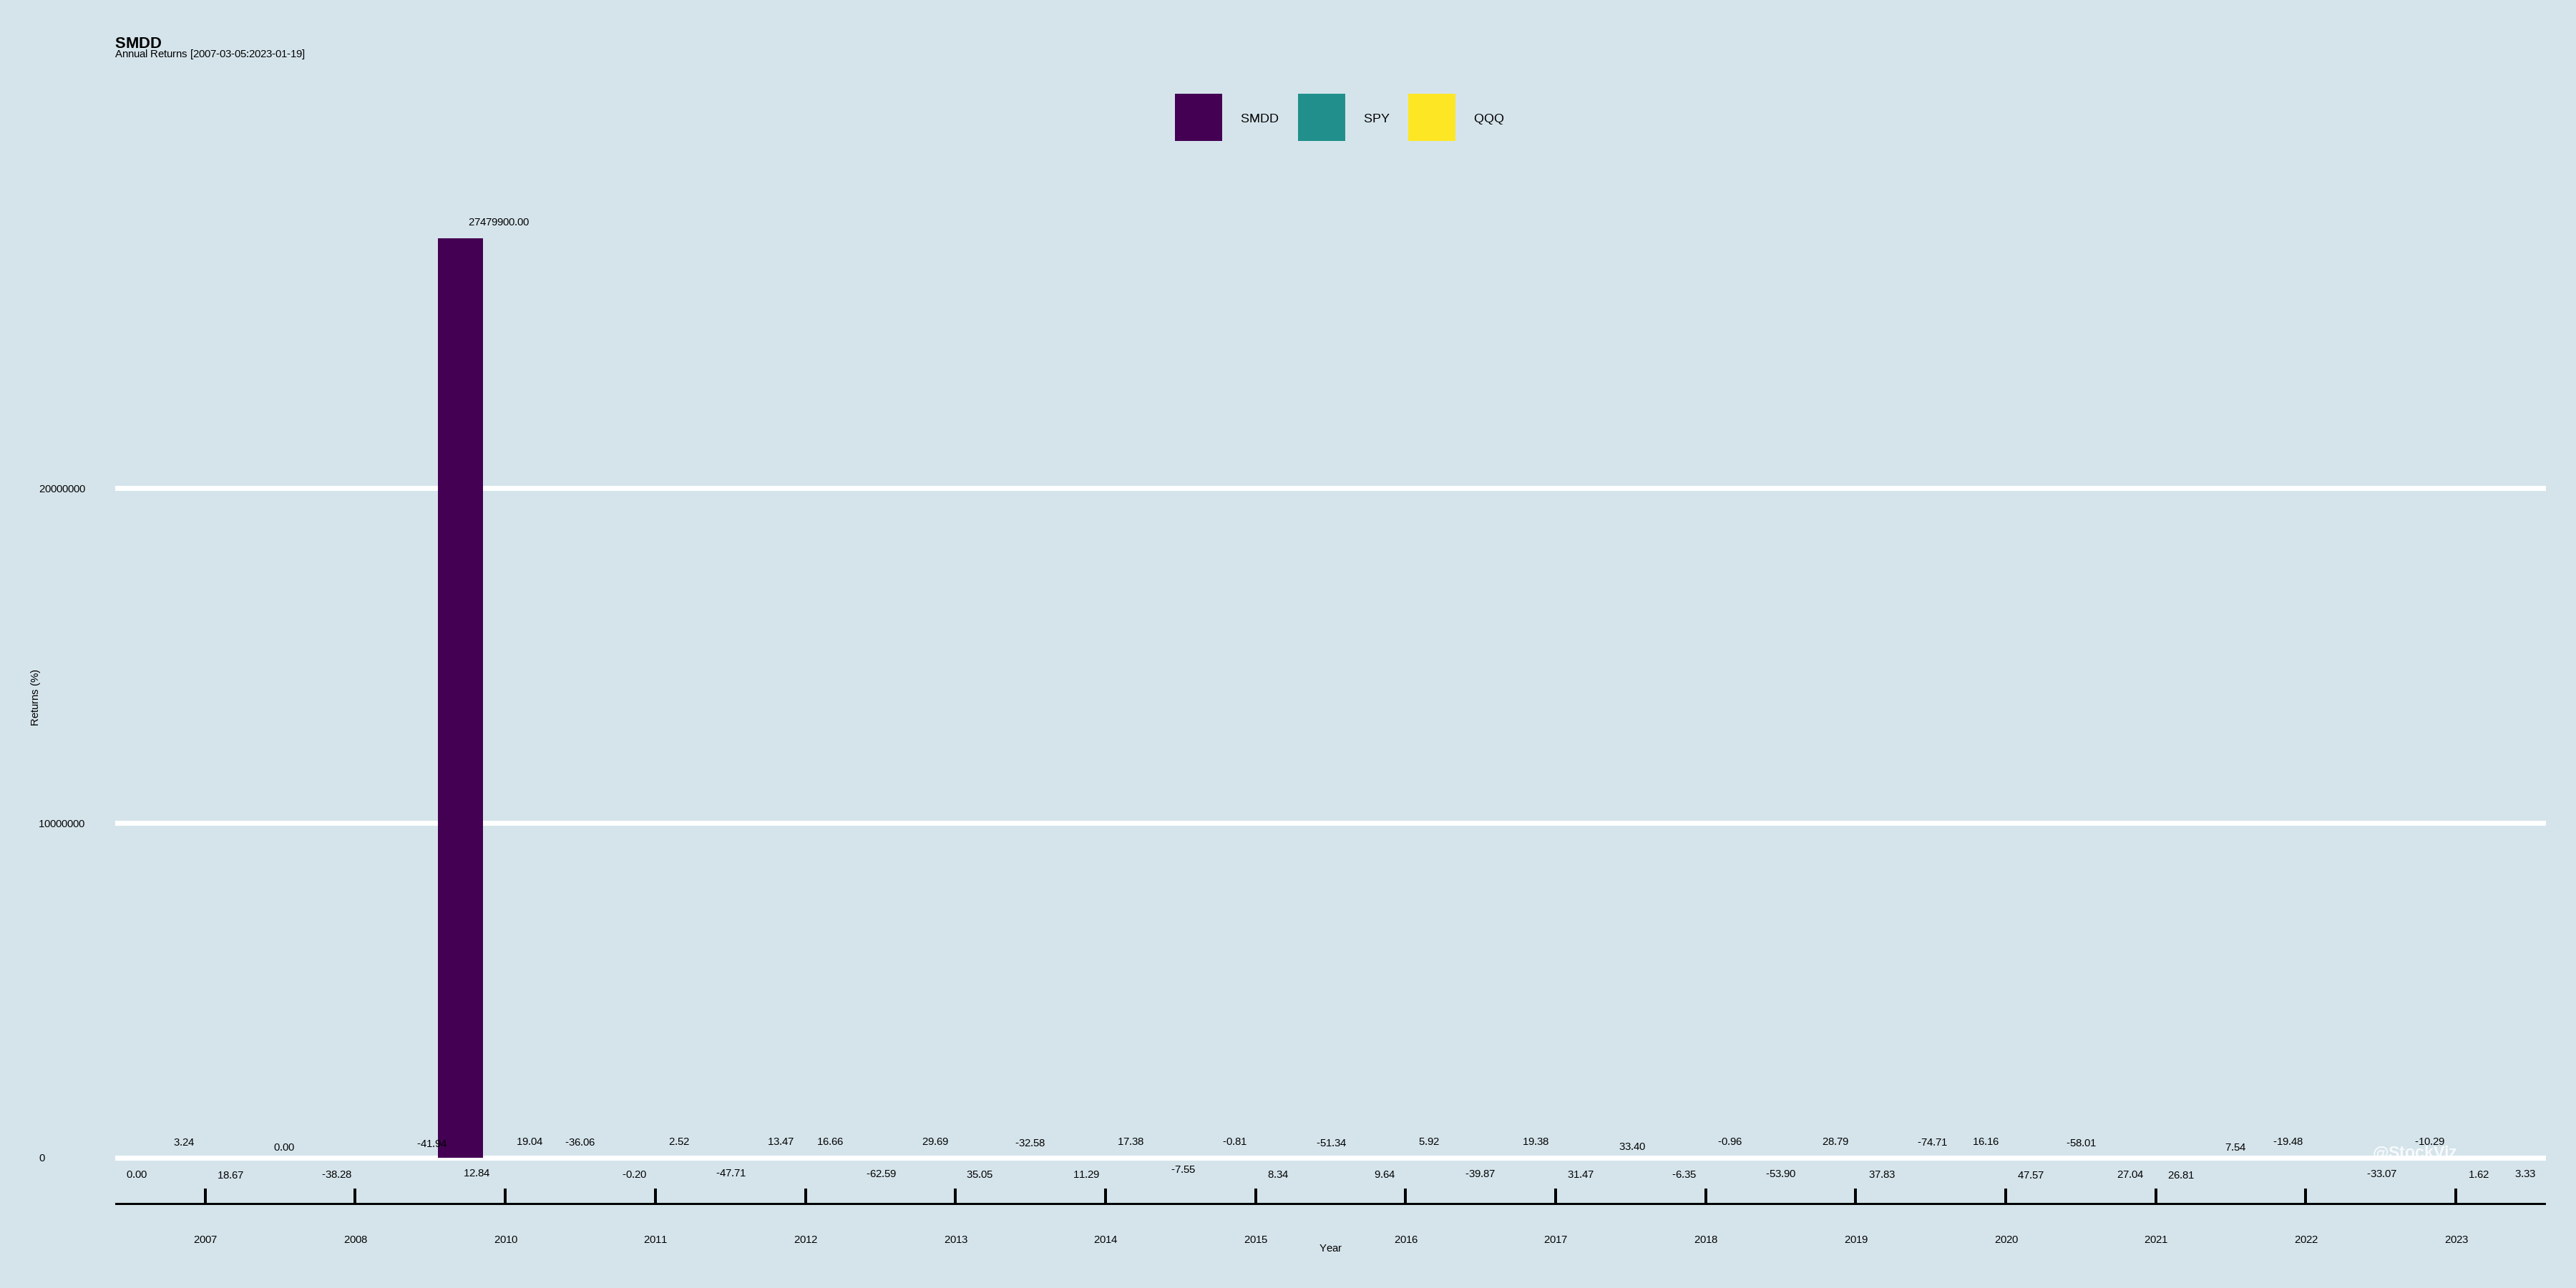 SMDD
Annual Returns [2007-03-05:2023-01-19]
SMDD SPY QQQ
27479900.00
20000000
Returns (%)
10000000
3.24 0.00 -41.94 19.04 -36.06 2.52 13.47 16.66 29.69 -32.58 17.38 -0.81 -51.34 5.92 19.38 33.40 -0.96 28.79 -74.71 16.16 -58.01 7.54 -19.48 -10.29
0 @StockViz
0.00 18.67 -38.28 12.84 -0.20 -47.71 -62.59 35.05 11.29 -7.55 8.34 9.64 -39.87 31.47 -6.35 -53.90 37.83 47.57 27.04 26.81 -33.07 1.62 3.33
2007 2008 2010 2011 2012 2013 2014 2015 2016 2017 2018 2019 2020 2021 2022 2023
Year